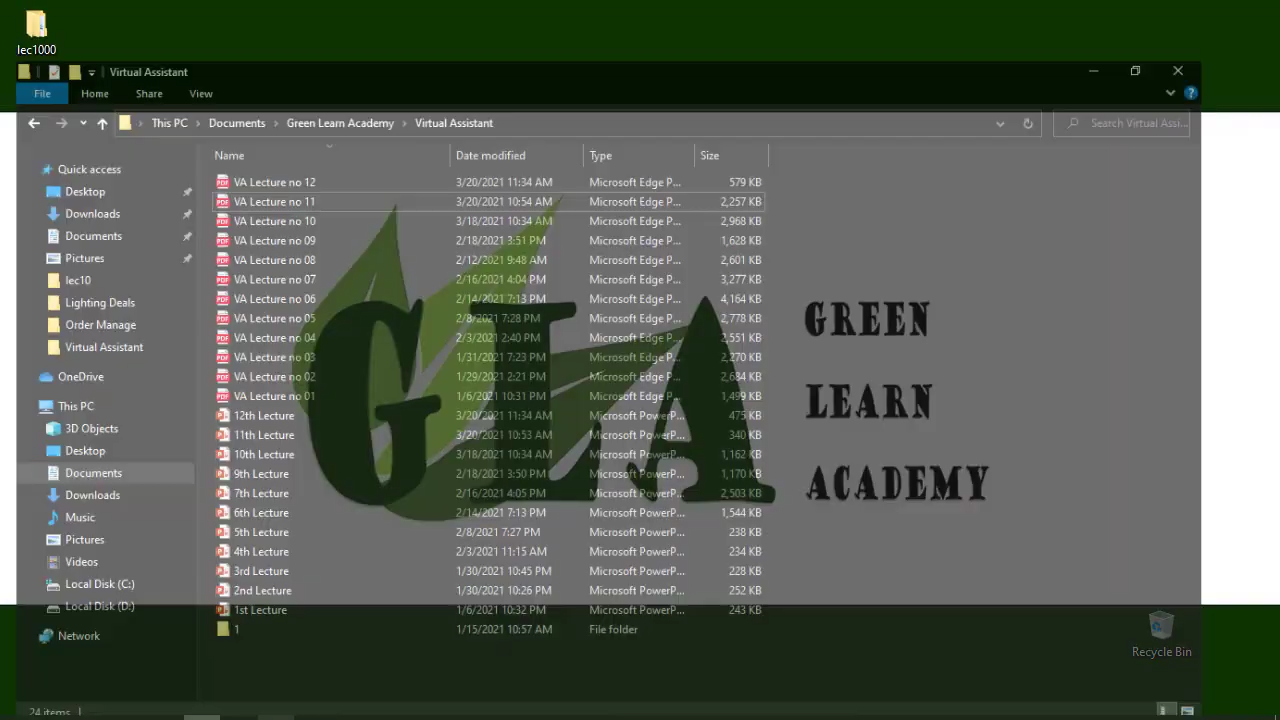 lec1000
Virtual Assistant
File Home Share View
This PC Documents Green Learn Academy Virtual Assistant Search Virtual Assi...
Name Date modified Type Size
Quick access
Desktop
Downloads
Documents
Pictures
lec10
Lighting Deals
Order Manage
Virtual Assistant
OneDrive
This PC
3D Objects
Desktop
Documents
Downloads
Music
Pictures
Videos
Local Disk (C:)
Local Disk (D:)
Network
VA Lecture no 12 3/20/2021 11:34 AM Microsoft Edge P... 579 KB
VA Lecture no 11 3/20/2021 10:54 AM Microsoft Edge P... 2,257 KB
VA Lecture no 10 3/18/2021 10:34 AM Microsoft Edge P... 2,968 KB
VA Lecture no 09 2/18/2021 3:51 PM Microsoft Edge P... 1,628 KB
VA Lecture no 08 2/12/2021 9:48 AM Microsoft Edge P... 2,601 KB
VA Lecture no 07 2/16/2021 4:04 PM Microsoft Edge P... 3,277 KB
VA Lecture no 06 2/14/2021 7:13 PM Microsoft Edge P... 4,164 KB
VA Lecture no 05 2/8/2021 7:28 PM Microsoft Edge P... 2,778 KB
VA Lecture no 04 2/3/2021 2:40 PM Microsoft Edge P... 2,551 KB
VA Lecture no 03 1/31/2021 7:23 PM Microsoft Edge P... 2,270 KB
VA Lecture no 02 1/29/2021 2:21 PM Microsoft Edge P... 2,684 KB
VA Lecture no 01 1/6/2021 10:31 PM Microsoft Edge P... 1,499 KB
12th Lecture 3/20/2021 11:34 AM Microsoft PowerP... 475 KB
11th Lecture 3/20/2021 10:53 AM Microsoft PowerP... 340 KB
10th Lecture 3/18/2021 10:34 AM Microsoft PowerP... 1,162 KB
9th Lecture 2/18/2021 3:50 PM Microsoft PowerP... 1,170 KB
7th Lecture 2/16/2021 4:05 PM Microsoft PowerP... 2,503 KB
6th Lecture 2/14/2021 7:13 PM Microsoft PowerP... 1,544 KB
5th Lecture 2/8/2021 7:27 PM Microsoft PowerP... 238 KB
4th Lecture 2/3/2021 11:15 AM Microsoft PowerP... 234 KB
3rd Lecture 1/30/2021 10:45 PM Microsoft PowerP... 228 KB
2nd Lecture 1/30/2021 10:26 PM Microsoft PowerP... 252 KB
1st Lecture 1/6/2021 10:32 PM Microsoft PowerP... 243 KB
1 1/15/2021 10:57 AM File folder
24 items
GLA
GREEN
LEARN
ACADEMY
Recycle Bin